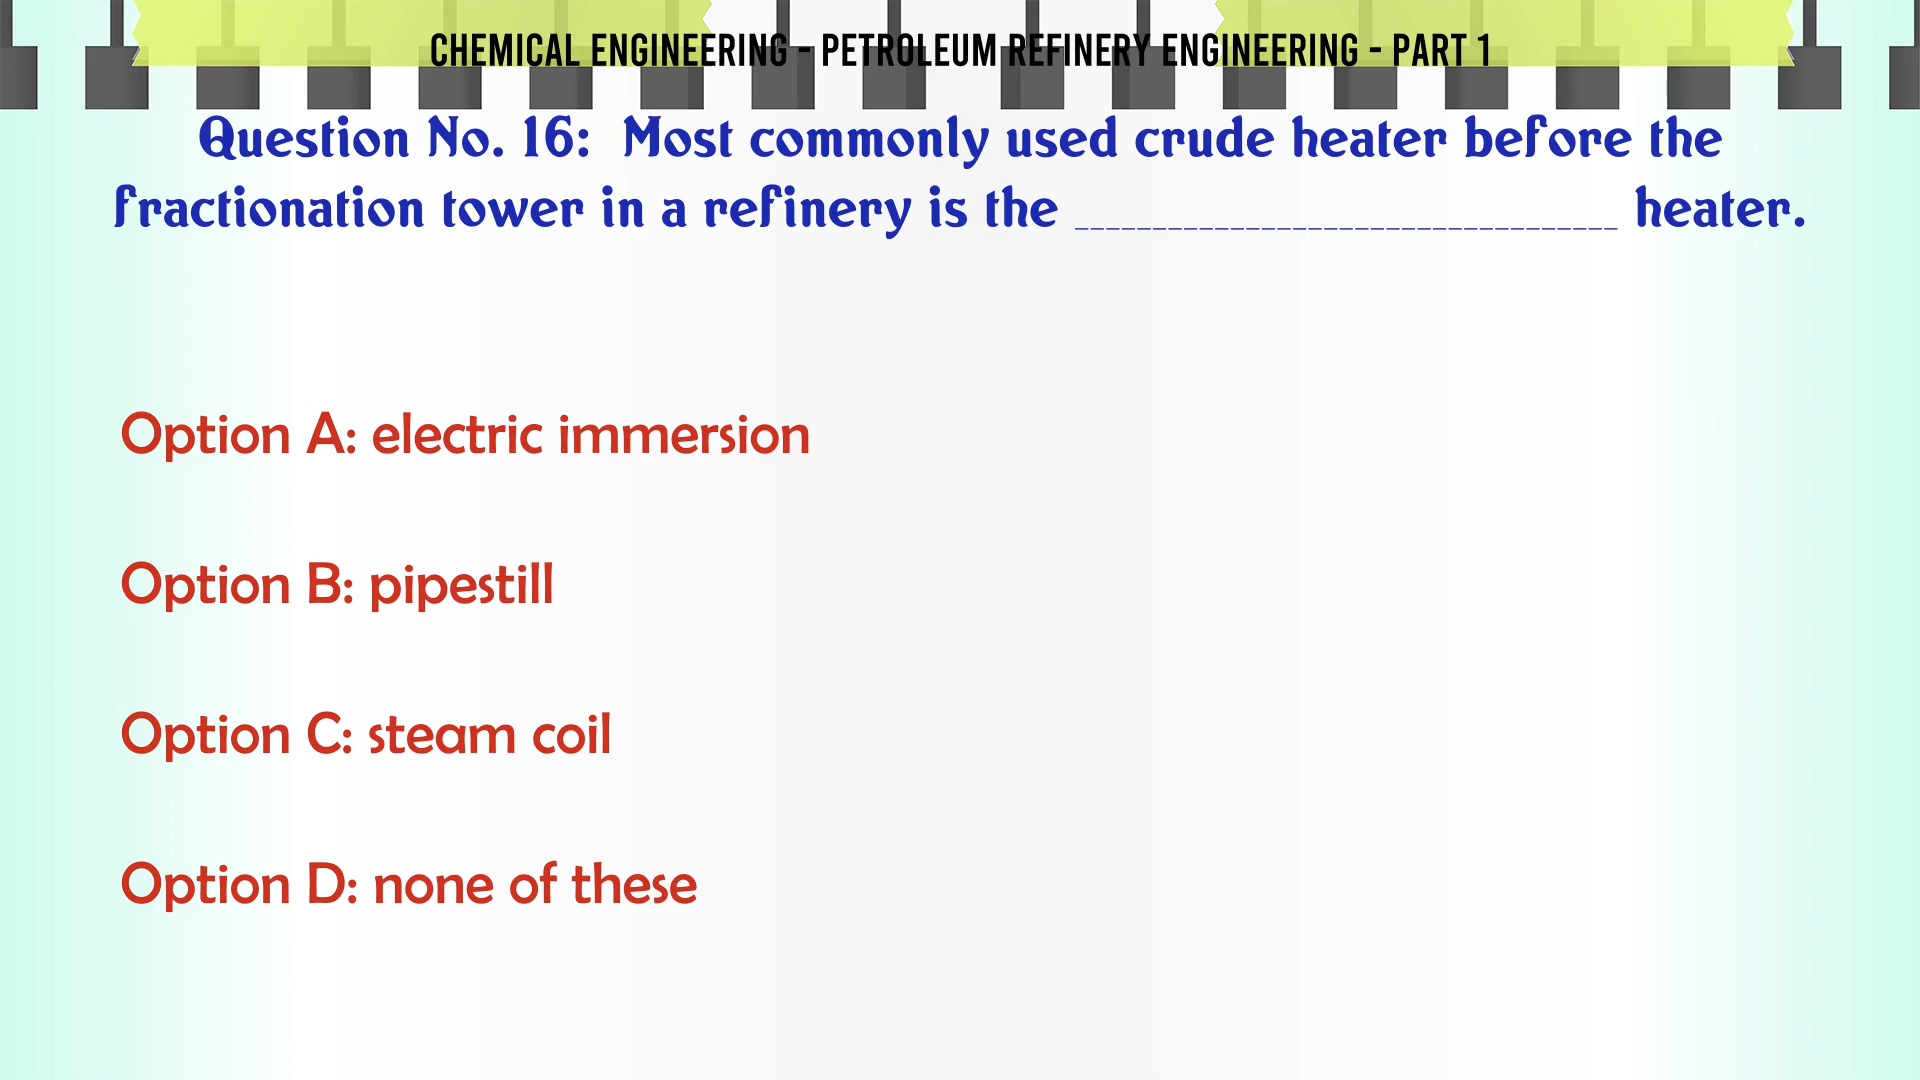 CHEMICAL ENGINEERING - PETROLEUM REFINERY ENGINEERING - PART 1
Question No. 16: Most commonly used crude heater before the
fractionation tower in a refinery is the ___________________________________ heater.
Option A: electric immersion
Option B: pipestill
Option C: steam coil
Option D: none of these